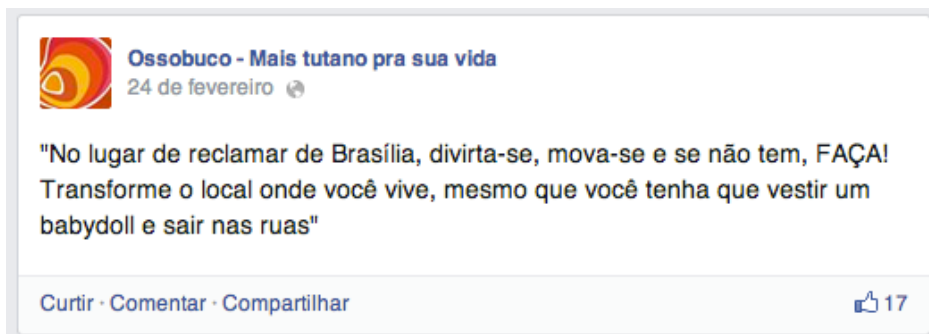 Ossobuco - Mais tutano pra sua vida
24 de fevereiro
"No lugar de reclamar de Brasília, divirta-se, mova-se e se não tem, FAÇA!
Transforme o local onde você vive, mesmo que você tenha que vestir um
babydoll e sair nas ruas"
Curtir · Comentar · Compartilhar 17